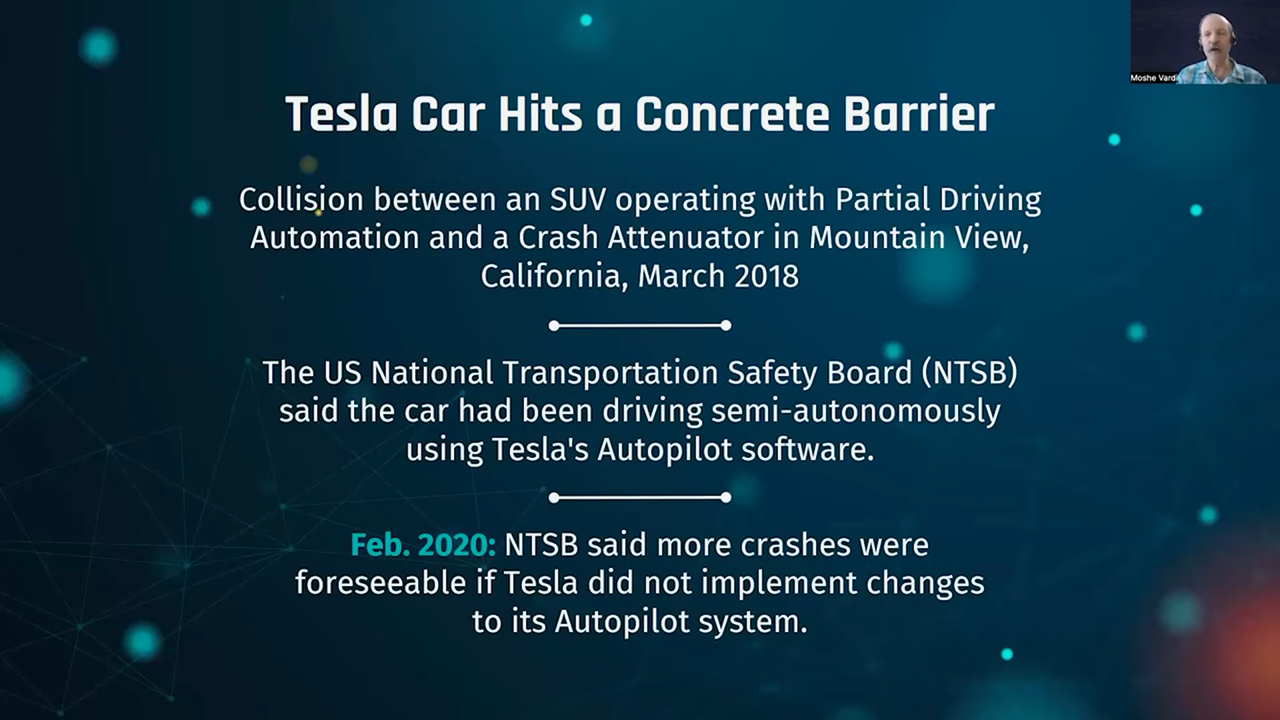 Tesla Car Hits a Concrete Barrier
Collision between an SUV operating with Partial Driving
Automation and a Crash Attenuator in Mountain View,
California, March 2018
The US National Transportation Safety Board (NTSB)
said the car had been driving semi-autonomously
using Tesla's Autopilot software.
Feb. 2020: NTSB said more crashes were
foreseeable if Tesla did not implement changes
to its Autopilot system.
Moshe Vardi